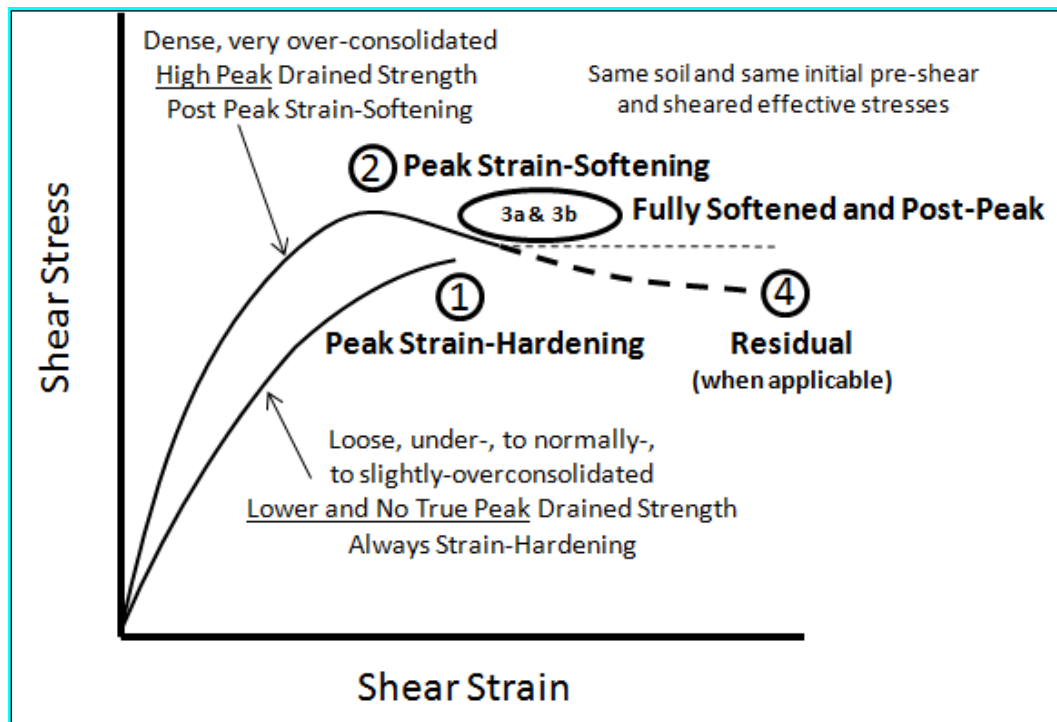 Dense, very over-consolidated
High Peak Drained Strength
Post Peak Strain-Softening
Same soil and same initial pre-shear
and sheared effective stresses
2 Peak Strain-Softening
3a & 3b Fully Softened and Post-Peak
1
Peak Strain-Hardening
4
Residual
(when applicable)
Loose, under-, to normally-,
to slightly-overconsolidated
Lower and No True Peak Drained Strength
Always Strain-Hardening
Shear Stress
Shear Strain